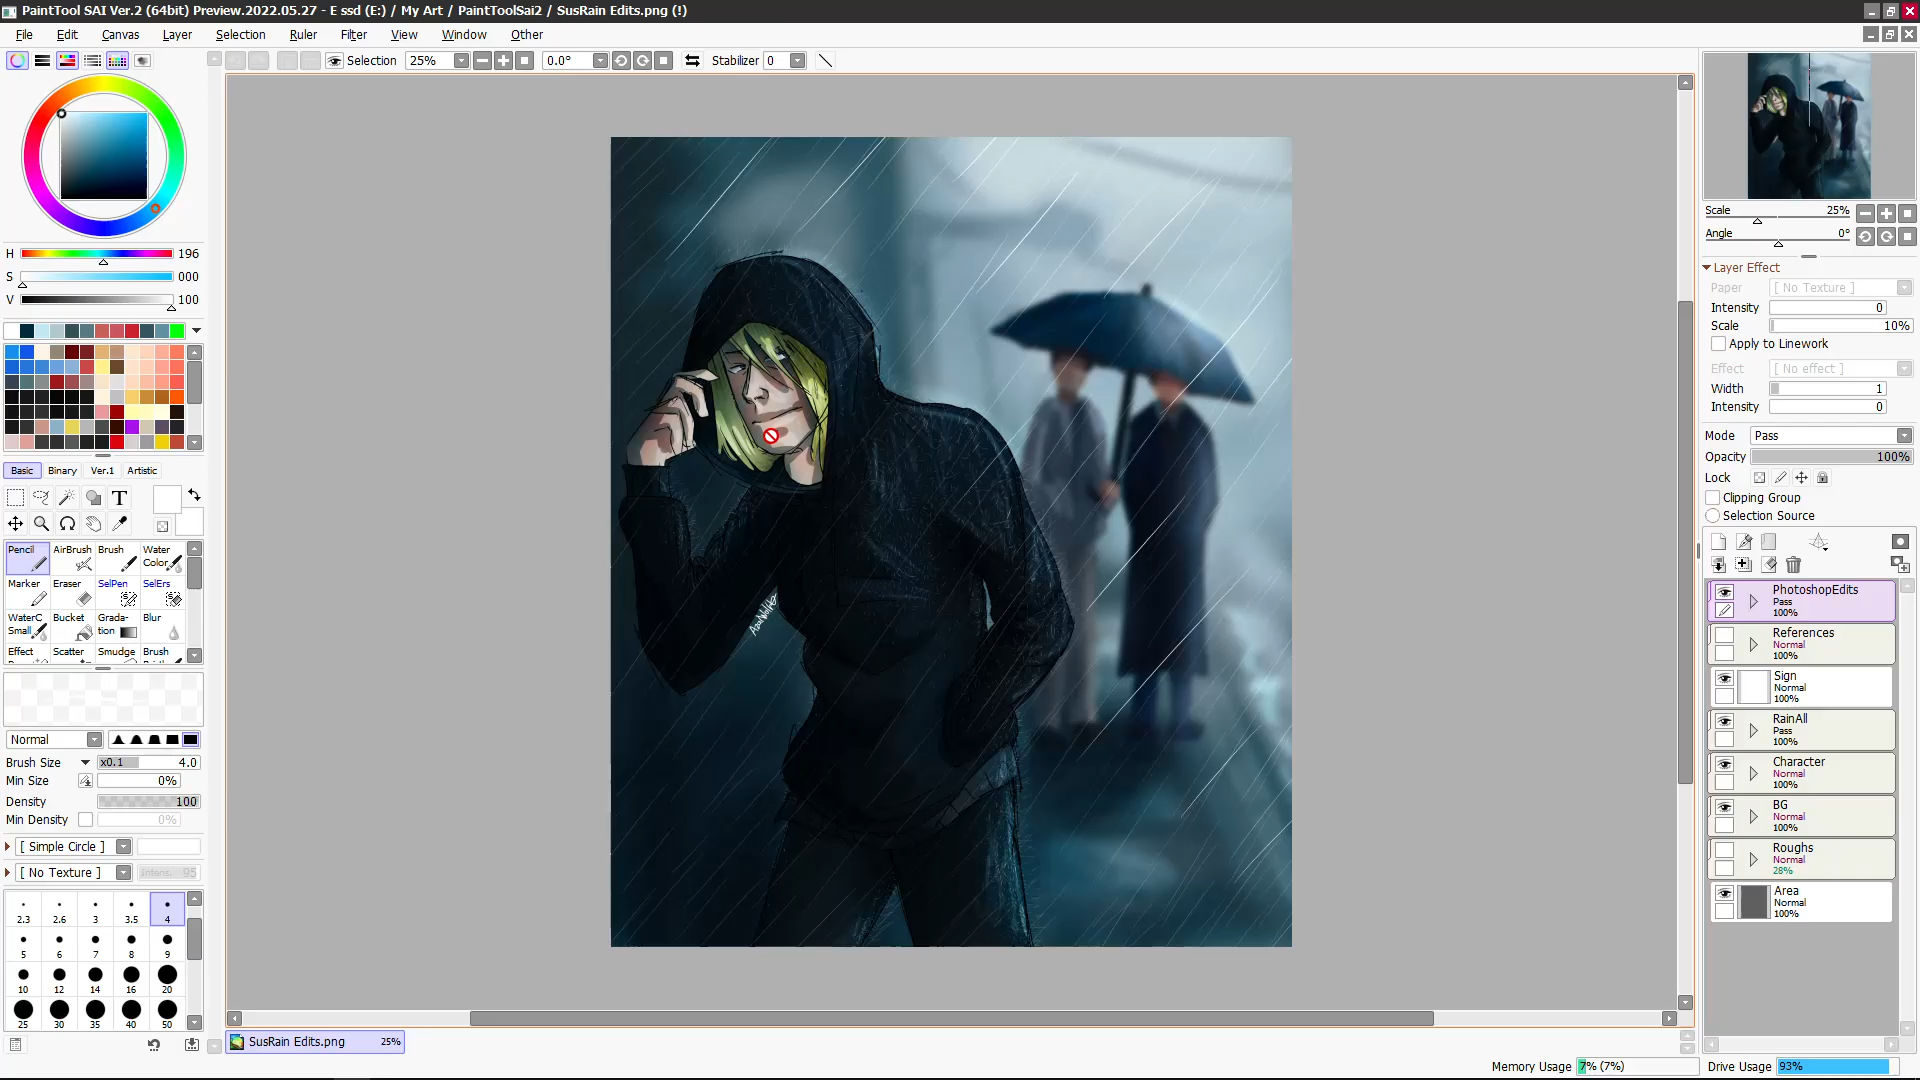 PaintTool SAI Ver.2 (64bit) Preview.2022.05.27 - E ssd (E:) / My Art / PaintToolSai2 / SusRain Edits.png (!)
File Edit Canvas Layer Selection Ruler Filter View Window Other
Selection 25% 0.0° Stabilizer 0
H 196
S 000
V 100
Basic Binary Ver.1 Artistic
T
Pencil AirBrush Brush Water Color
Marker Eraser SelPen SelErs
WaterC Small Bucket Grada-tion Blur
Effect Scatter Smudge Brush
Normal
Brush Size x0.1 4.0
Min Size 0%
Density 100
Min Density 0%
[ Simple Circle ]
[ No Texture ] Intensi 95
2.3 2.6 3 3.5 4
5 6 7 8 9
10 12 14 16 20
25 30 35 40 50
SusRain Edits.png 25%
Scale 25%
Angle 0°
Layer Effect
Paper [ No Texture ]
Intensity 0
Scale 10%
Apply to Linework
Effect [ No effect ]
Width 1
Intensity 0
Mode Pass
Opacity 100%
Lock
Clipping Group
Selection Source
PhotoshopEdits
Pass
100%
References
Normal
100%
Sign
Normal
100%
RainAll
Pass
100%
Character
Normal
100%
BG
Normal
100%
Roughs
Normal
28%
Area
Normal
100%
Memory Usage 7% (7%) Drive Usage 93%